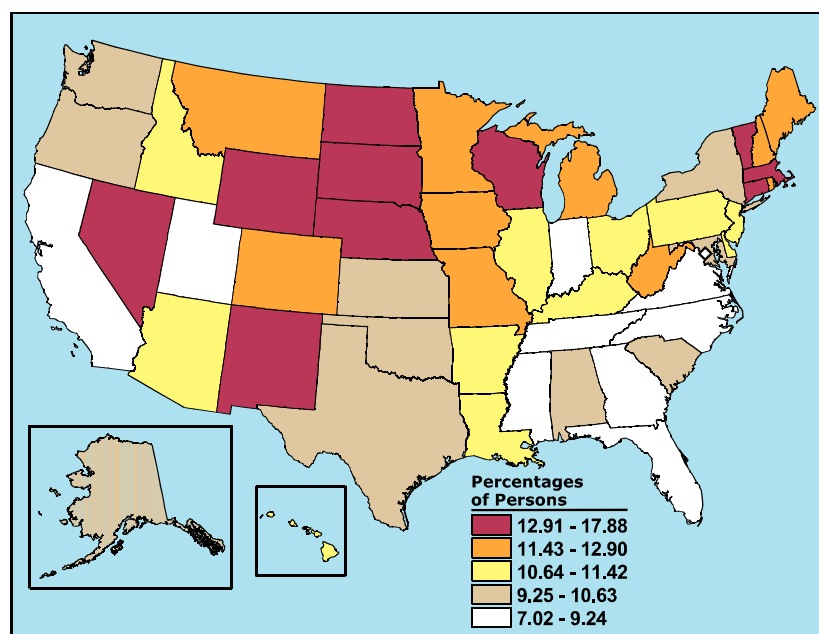 Percentages
of Persons
12.91 - 17.88
11.43 - 12.90
10.64 - 11.42
9.25 - 10.63
7.02 - 9.24